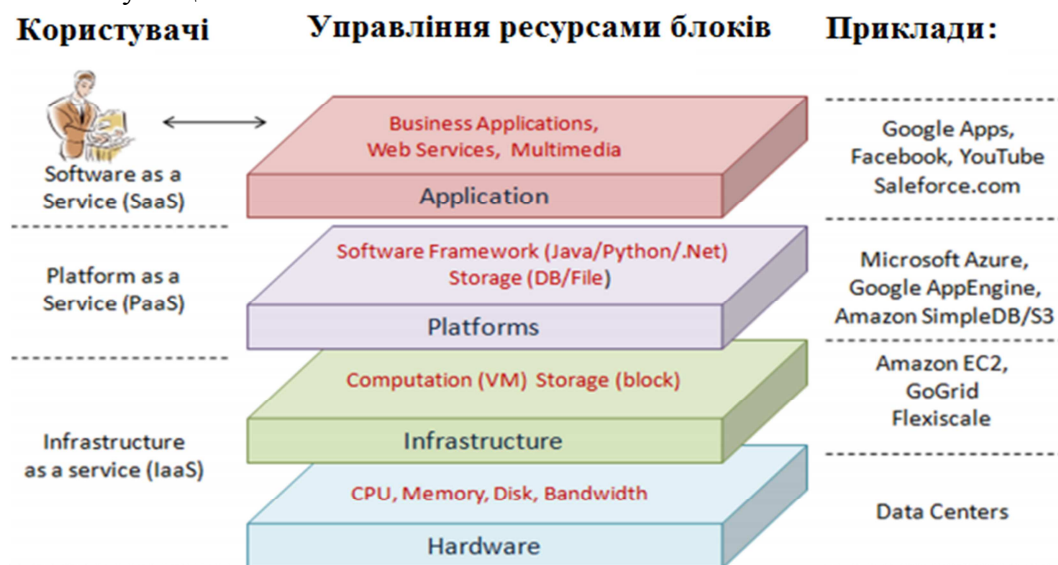 Користувачі
Управління ресурсами блоків
Приклади:
Software as a
Service (SaaS)
Business Applications,
Web Services, Multimedia
Application
Google Apps,
Facebook, YouTube
Saleforce.com
Platform as a
Service (PaaS)
Software Framework (Java/Python/.Net)
Storage (DB/File)
Platforms
Microsoft Azure,
Google AppEngine,
Amazon SimpleDB/S3
Infrastructure
as a service (IaaS)
Computation (VM) Storage (block)
Infrastructure
Amazon EC2,
GoGrid
Flexiscale
CPU, Memory, Disk, Bandwidth
Hardware
Data Centers